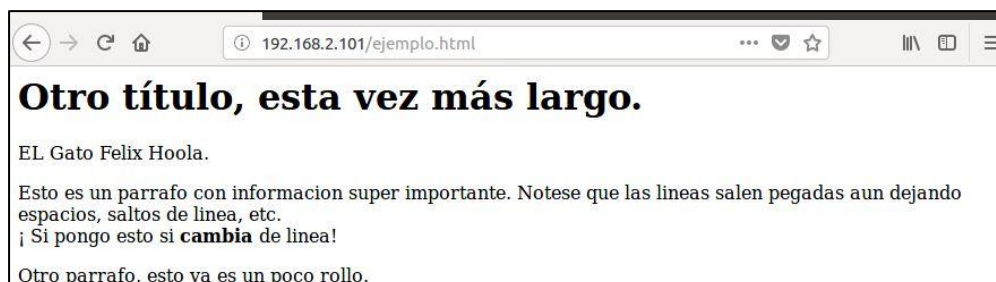 192.168.2.101/ejemplo.html
Otro título, esta vez más largo.
EL Gato Felix Hoola.
Esto es un parrafo con informacion super importante. Notese que las lineas salen pegadas aun dejando
espacios, saltos de linea, etc.
¡ Si pongo esto si cambia de linea!
Otro parrafo, esto ya es un poco rollo.